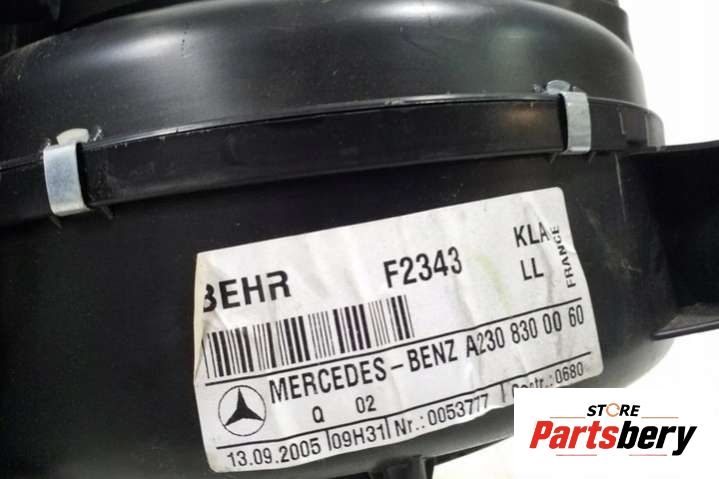 BEHR F2343 KLA
LL FRANCE
MERCEDES-BENZ A230 830 00 60
Q 02
13.09.2005 09H31 Nr.:0053777 :0680
STORE
Partsbery